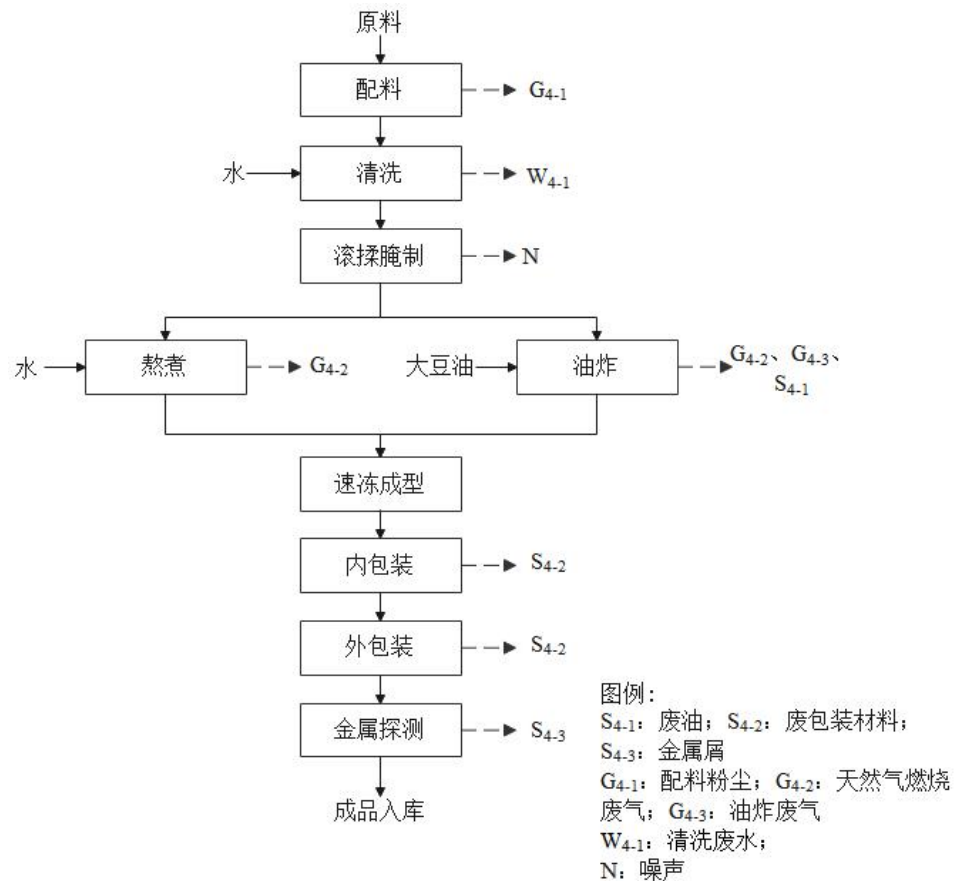 原料
配料
G4-1
水
清洗
W4-1
滚揉腌制
N
水
熬煮
G4-2
大豆油
油炸
G4-2、G4-3、
S4-1
速冻成型
内包装
S4-2
外包装
S4-2
金属探测
S4-3
成品入库
图例:
S4-1：废油；S4-2：废包装材料；
S4-3：金属屑
G4-1：配料粉尘；G4-2：天然气燃烧
废气；G4-3：油炸废气
W4-1：清洗废水；
N：噪声